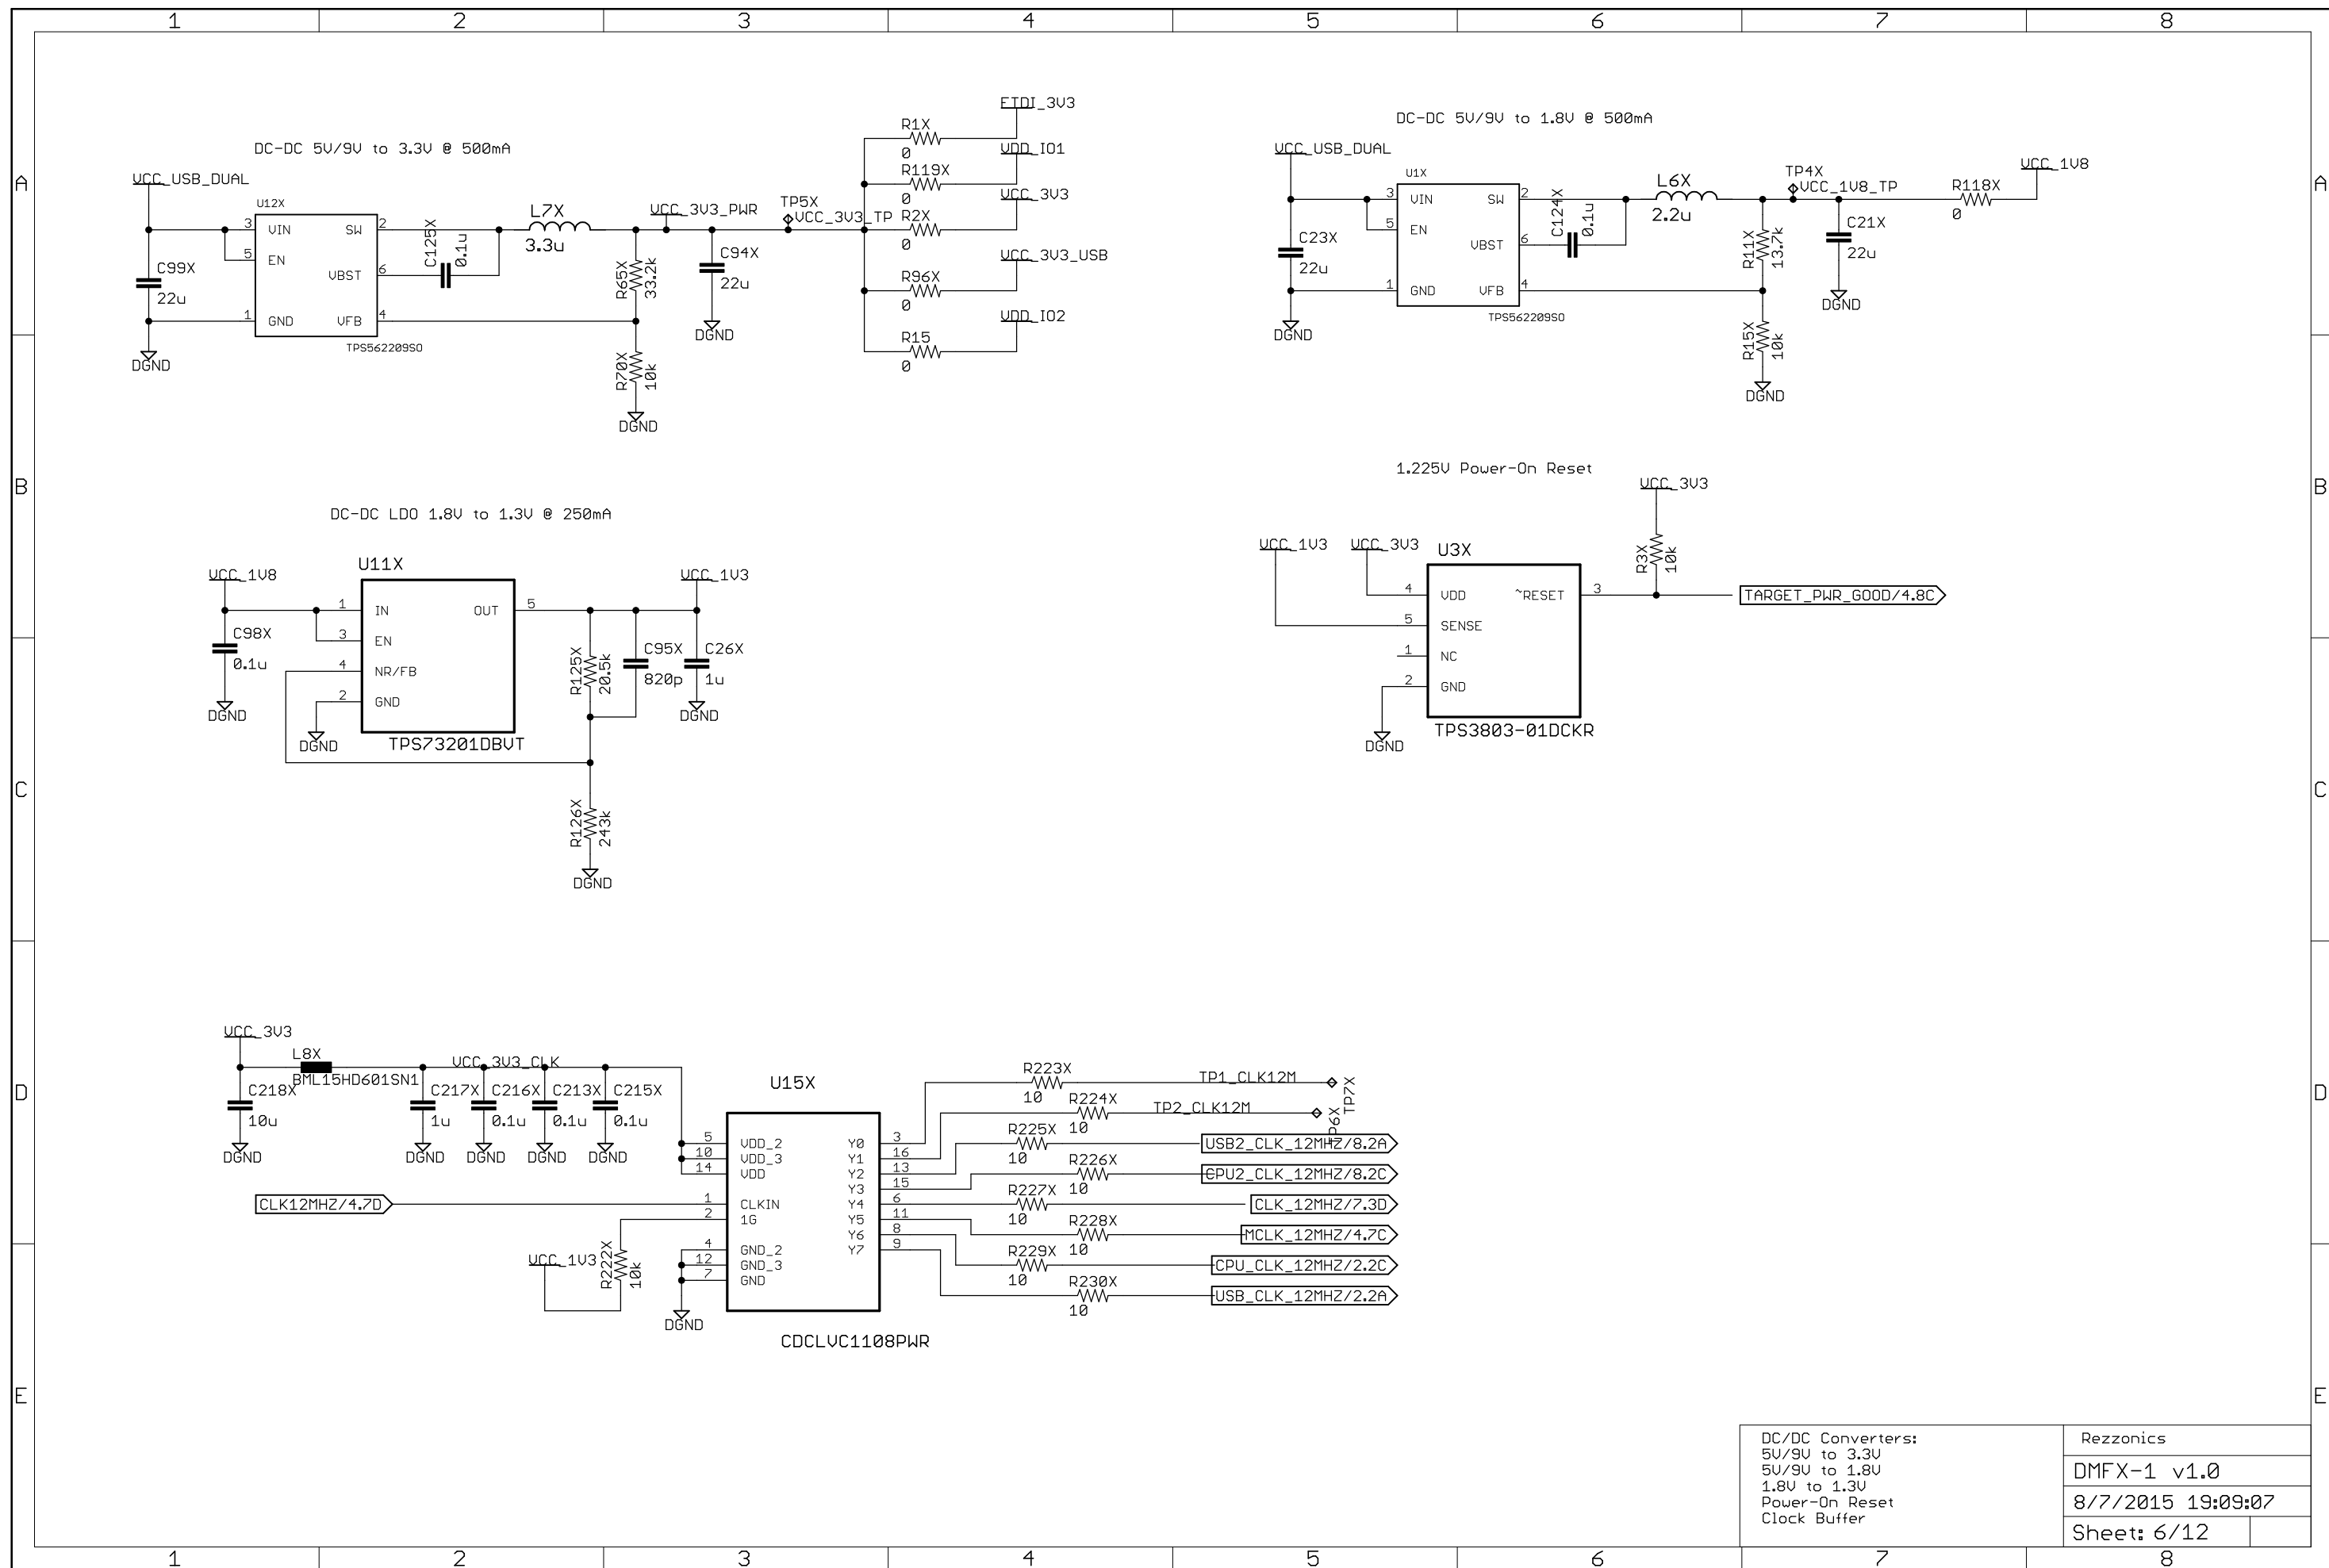 1 2 3 4 5 6 7 8
A
B
C
D
E
A
B
C
D
E
DC-DC 5V/9V to 3.3V @ 500mA
VCC_USB_DUAL
U12X
3 VIN SW 2
5 EN
VBST 6
1 GND VFB 4
TPS562209SO
C99X
22u
DGND
C125X
0.1u
L7X
3.3u
R65X
33.2k
R70X
10k
DGND
VCC_3V3_PWR
C94X
22u
DGND
TP5X
VCC_3V3_TP
R1X
0
FTDI_3V3
R119X
0
VDD_IO1
R2X
0
VCC_3V3
R96X
0
VCC_3V3_USB
R15
0
VDD_IO2
DC-DC 5V/9V to 1.8V @ 500mA
VCC_USB_DUAL
U1X
3 VIN SW 2
5 EN
VBST 6
1 GND VFB 4
TPS562209SO
C23X
22u
DGND
C124X
0.1u
L6X
2.2u
R11X
13.7k
R15X
10k
DGND
TP4X
VCC_1V8_TP
C21X
22u
DGND
R118X
0
VCC_1V8
DC-DC LDO 1.8V to 1.3V @ 250mA
VCC_1V8
U11X
1 IN OUT 5
3 EN
4 NR/FB
2 GND
TPS73201DBVT
C98X
0.1u
DGND
DGND
VCC_1V3
R125X
20.5k
C95X
820p
C26X
1u
DGND
R126X
243k
DGND
1.225V Power-On Reset
VCC_1V3
VCC_3V3
U3X
4 VDD ~RESET 3
5 SENSE
1 NC
2 GND
TPS3803-01DCKR
DGND
VCC_3V3
R3X
10k
TARGET_PWR_GOOD/4.8C
VCC_3V3
L8X
BML15HD601SN1
VCC_3V3_CLK
C218X
10u
DGND
C217X
1u
DGND
C216X
0.1u
DGND
C213X
0.1u
DGND
C215X
0.1u
DGND
CLK12MHZ/4.7D
VCC_1V3
R222X
10k
U15X
5 VDD_2 Y0 3
10 VDD_3 Y1 16
14 VDD Y2 13
Y3 15
1 CLKIN Y4 6
2 1G Y5 11
Y6 8
4 GND_2 Y7 9
12 GND_3
7 GND
DGND
CDCLVC1108PWR
R223X
10
TP1_CLK12M
TP7X
R224X
10
TP2_CLK12M
TP6X
R225X
10
USB2_CLK_12MHZ/8.2A
R226X
10
CPU2_CLK_12MHZ/8.2C
R227X
10
CLK_12MHZ/7.3D
R228X
10
MCLK_12MHZ/4.7C
R229X
10
CPU_CLK_12MHZ/2.2C
R230X
10
USB_CLK_12MHZ/2.2A
DC/DC Converters:
5V/9V to 3.3V
5V/9V to 1.8V
1.8V to 1.3V
Power-On Reset
Clock Buffer
Rezzonics
DMFX-1 v1.0
8/7/2015 19:09:07
Sheet: 6/12
1 2 3 4 5 6 7 8